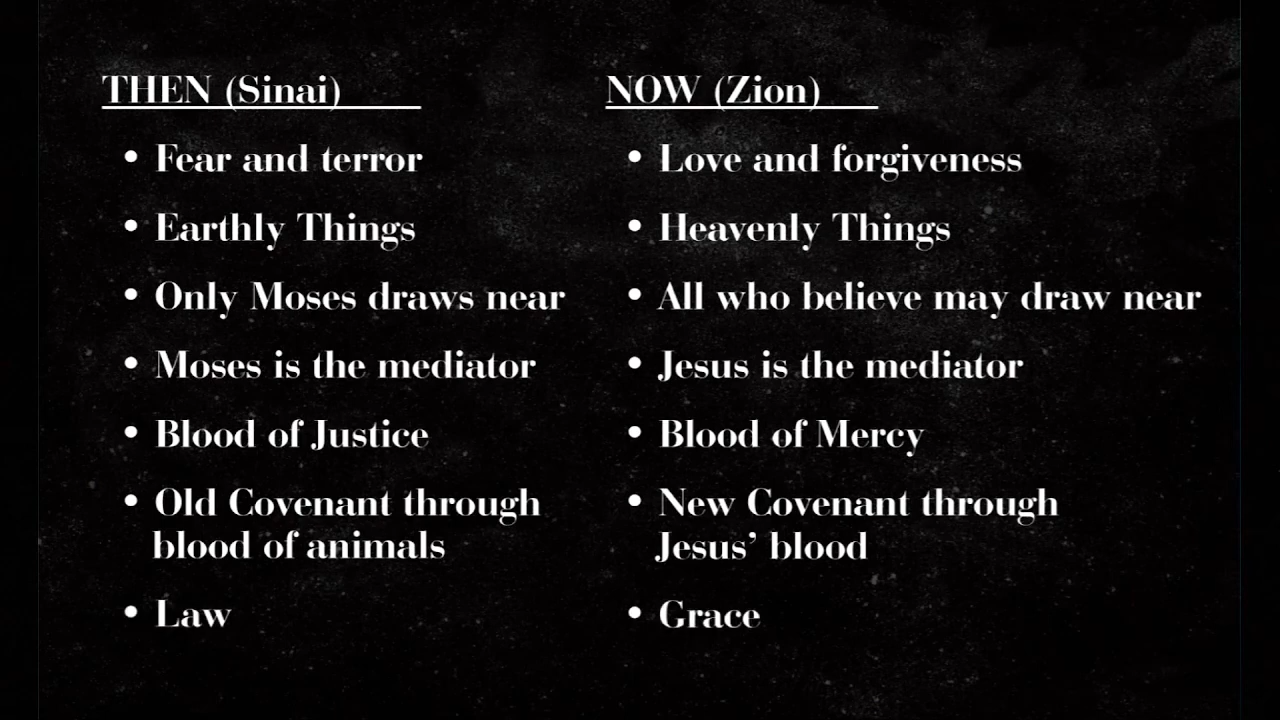 THEN (Sinai)
• Fear and terror
• Earthly Things
• Only Moses draws near
• Moses is the mediator
• Blood of Justice
• Old Covenant through
blood of animals
• Law
NOW (Zion)
• Love and forgiveness
• Heavenly Things
• All who believe may draw near
• Jesus is the mediator
• Blood of Mercy
• New Covenant through
Jesus’ blood
• Grace